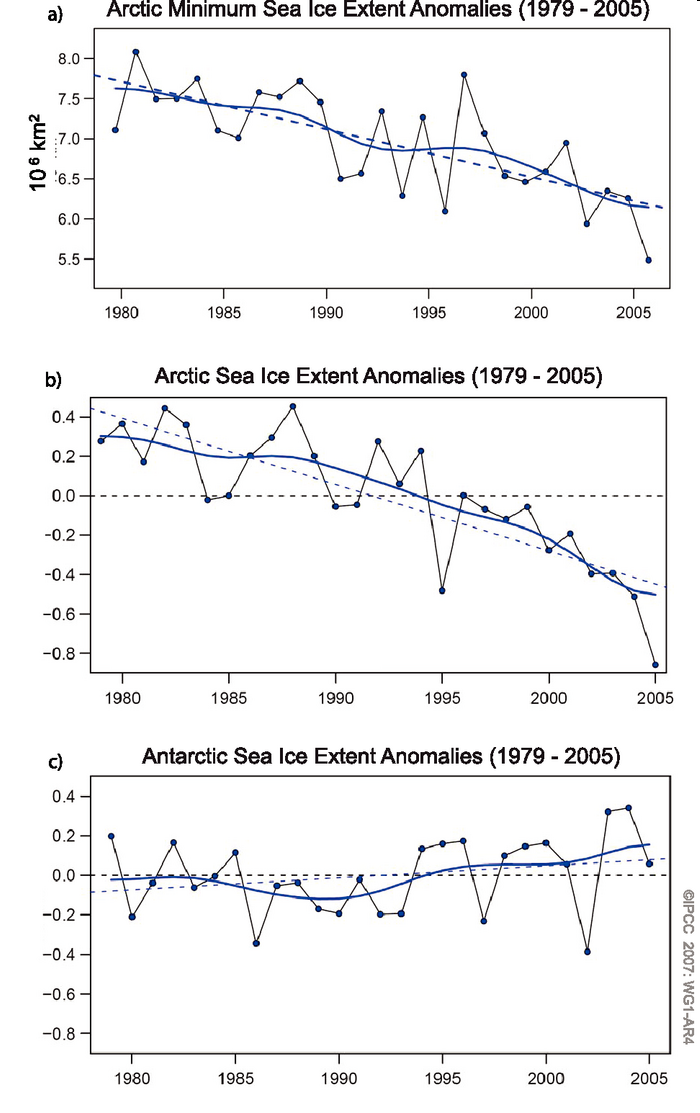 a) Arctic Minimum Sea Ice Extent Anomalies (1979 - 2005)
8.0
7.5
7.0
6.5
6.0
5.5
10⁶ km²
1980 1985 1990 1995 2000 2005
b) Arctic Sea Ice Extent Anomalies (1979 - 2005)
0.4
0.2
0.0
−0.2
−0.4
−0.6
−0.8
1980 1985 1990 1995 2000 2005
c) Antarctic Sea Ice Extent Anomalies (1979 - 2005)
0.4
0.2
0.0
−0.2
−0.4
−0.6
−0.8
1980 1985 1990 1995 2000 2005
©IPCC 2007: WG1-AR4